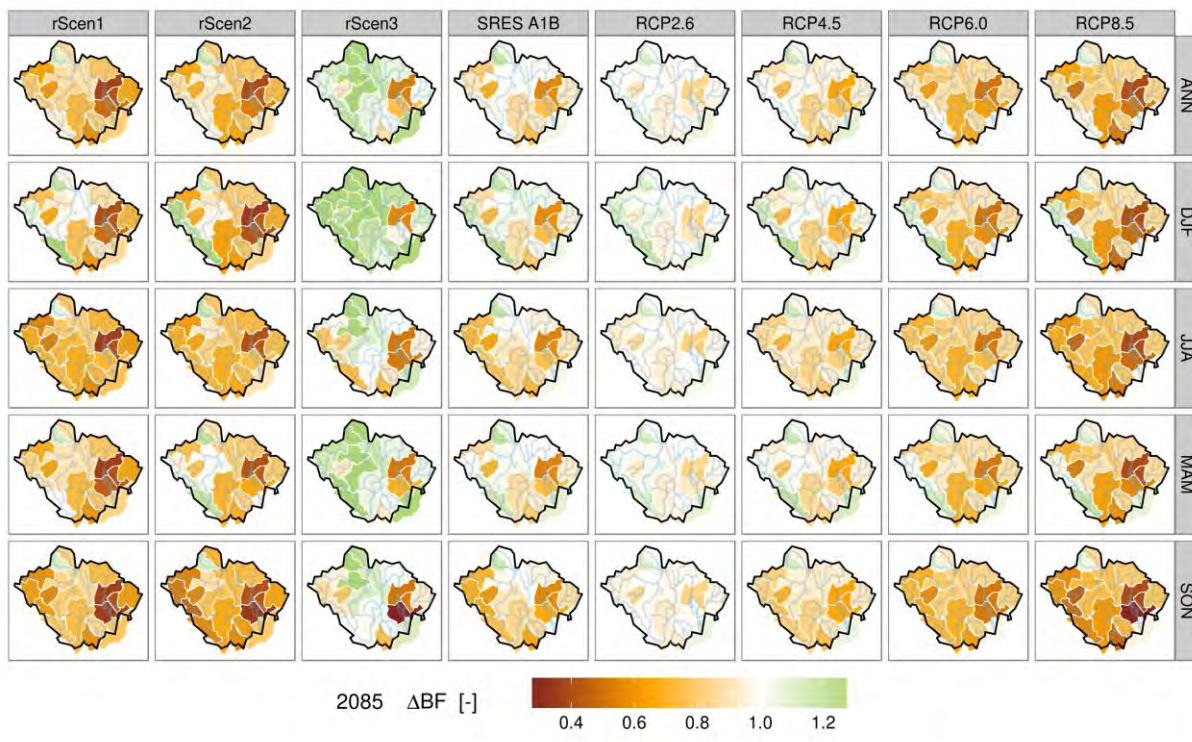 rScen1 rScen2 rScen3 SRES A1B RCP2.6 RCP4.5 RCP6.0 RCP8.5
ANN
DJF
JJA
MAM
SON
2085 ΔBF [-]
0.4 0.6 0.8 1.0 1.2